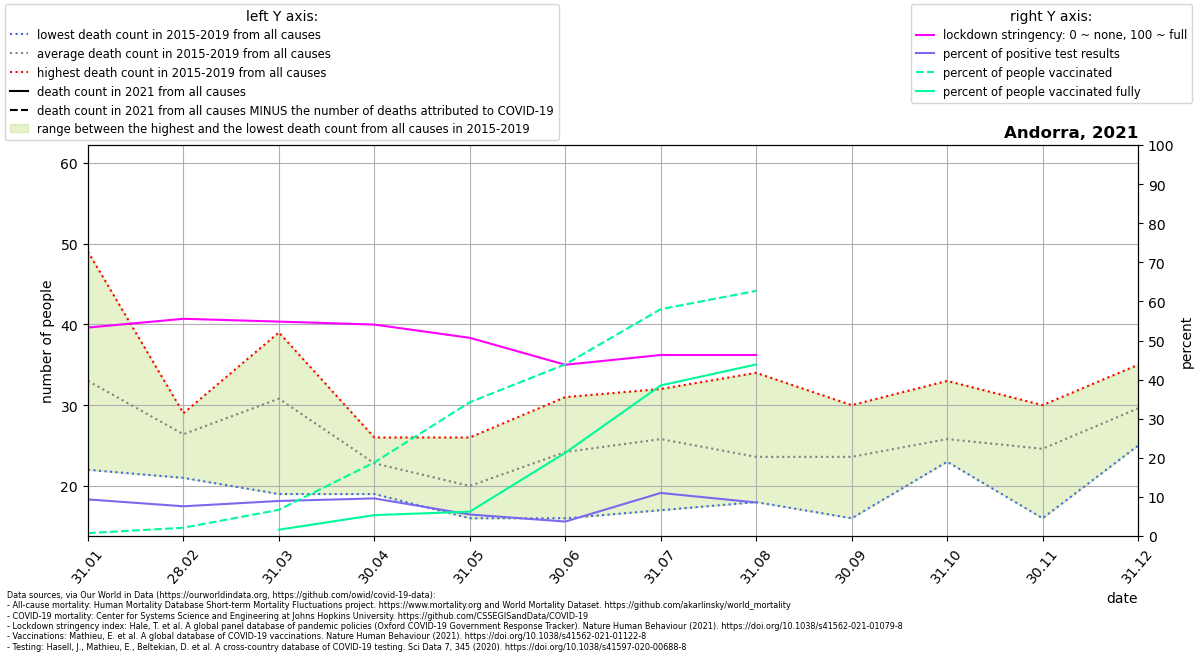 left Y axis:
lowest death count in 2015-2019 from all causes
average death count in 2015-2019 from all causes
highest death count in 2015-2019 from all causes
death count in 2021 from all causes
death count in 2021 from all causes MINUS the number of deaths attributed to COVID-19
range between the highest and the lowest death count from all causes in 2015-2019
right Y axis:
lockdown stringency: 0 ~ none, 100 ~ full
percent of positive test results
percent of people vaccinated
percent of people vaccinated fully
Andorra, 2021
60
50
40
30
20
number of people
100
90
80
70
60
50
40
30
20
10
0
percent
31.01
28.02
31.03
30.04
31.05
30.06
31.07
31.08
30.09
31.10
30.11
31.12
date
Data sources, via Our World in Data (https://ourworldindata.org, https://github.com/owid/covid-19-data):
- All-cause mortality: Human Mortality Database Short-term Mortality Fluctuations project. https://www.mortality.org and World Mortality Dataset. https://github.com/akarlinsky/world_mortality
- COVID-19 mortality: Center for Systems Science and Engineering at Johns Hopkins University. https://github.com/CSSEGISandData/COVID-19
- Lockdown stringency index: Hale, T. et al. A global panel database of pandemic policies (Oxford COVID-19 Government Response Tracker). Nature Human Behaviour (2021). https://doi.org/10.1038/s41562-021-01079-8
- Vaccinations: Mathieu, E. et al. A global database of COVID-19 vaccinations. Nature Human Behaviour (2021). https://doi.org/10.1038/s41562-021-01122-8
- Testing: Hasell, J., Mathieu, E., Beltekian, D. et al. A cross-country database of COVID-19 testing. Sci Data 7, 345 (2020). https://doi.org/10.1038/s41597-020-00688-8